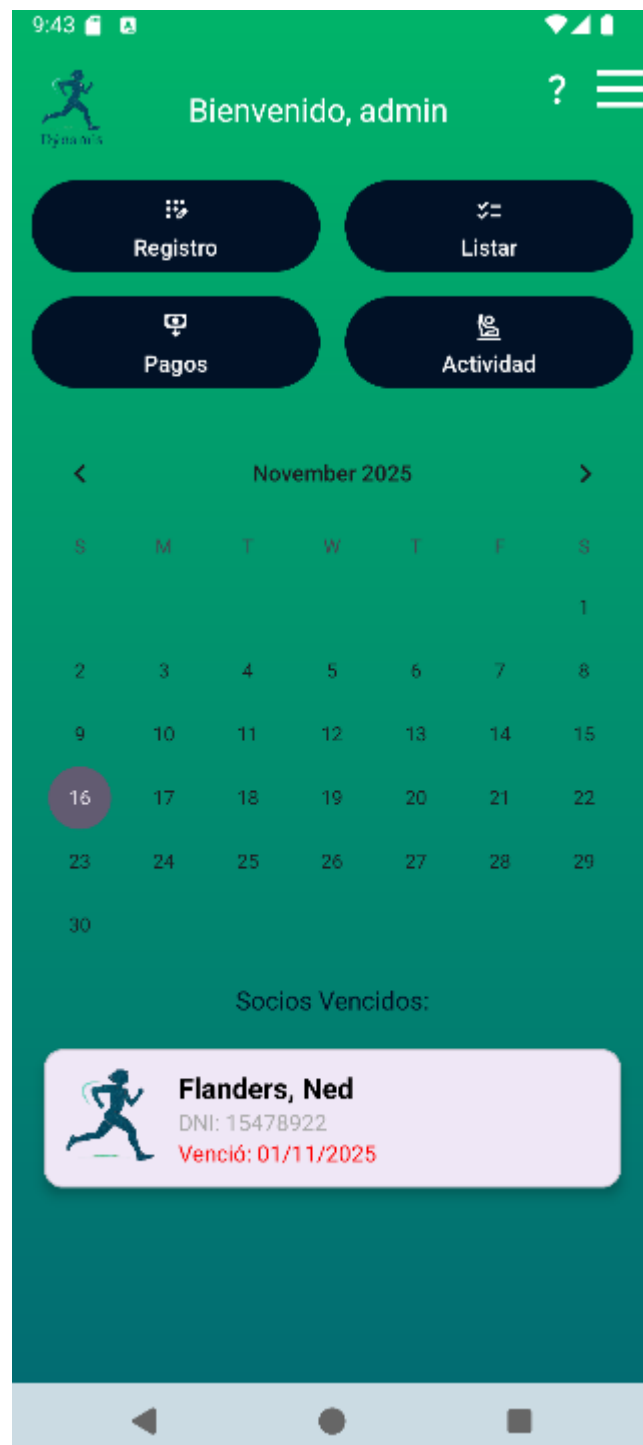 9:43
Dýnamis
Bienvenido, admin
?
Registro
Listar
Pagos
Actividad
November 2025
S M T W T F S
1
2 3 4 5 6 7 8
9 10 11 12 13 14 15
16 17 18 19 20 21 22
23 24 25 26 27 28 29
30
Socios Vencidos:
Flanders, Ned
DNI: 15478922
Venció: 01/11/2025